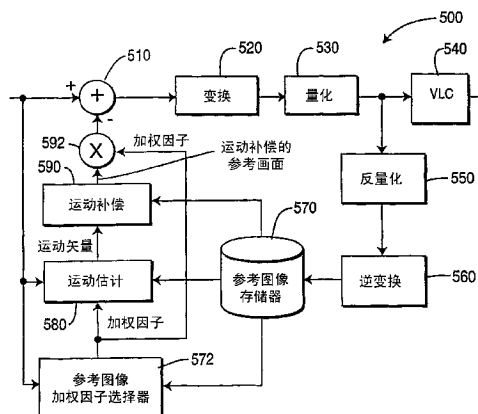 500
510
520
530
540
+
+
-
变换
量化
VLC
592
加权因子
X
运动补偿的
参考画面
590
运动补偿
570
反量化
550
运动矢量
运动估计
参考图像
存储器
逆变换
560
580
加权因子
572
参考图像
加权因子选择器